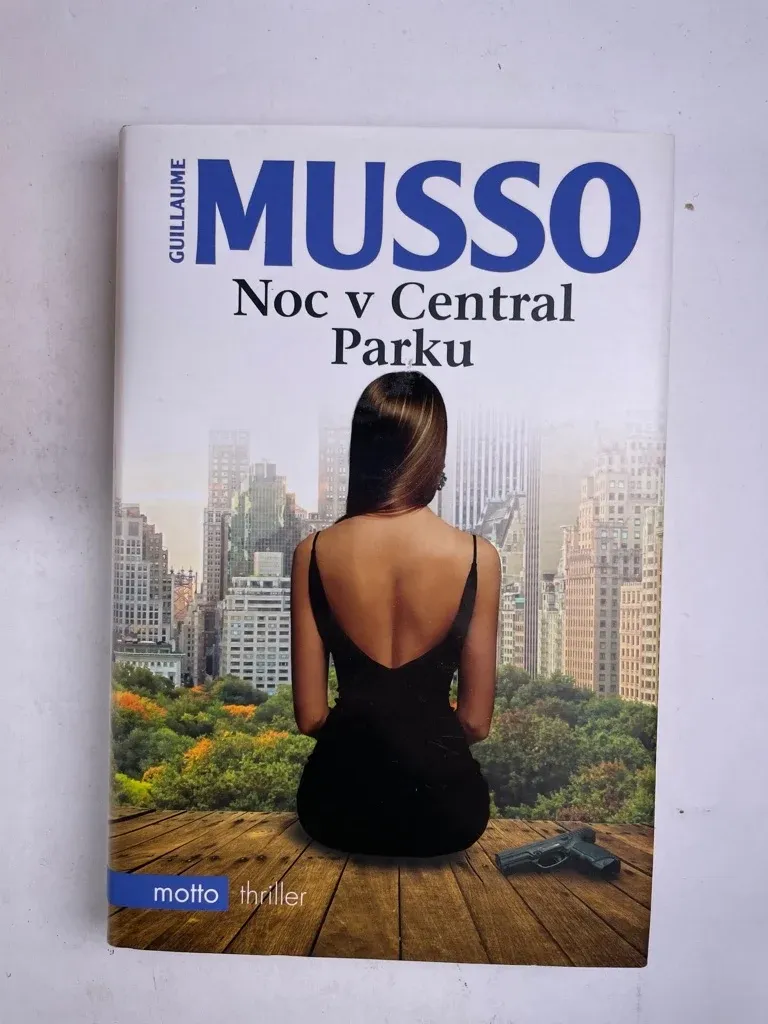 GUILLAUME
MUSSO
Noc v Central
Parku
motto thriller